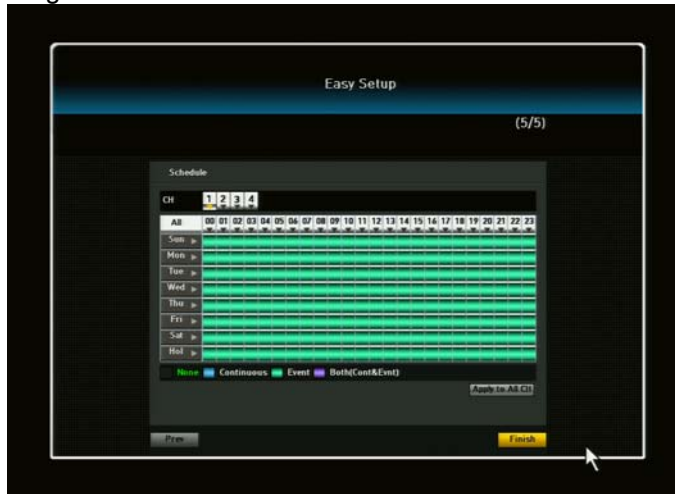 Easy Setup
(5/5)
Schedule
CH 1 2 3 4
All 00 01 02 03 04 05 06 07 08 09 10 11 12 13 14 15 16 17 18 19 20 21 22 23
Sun
Mon
Tue
Wed
Thu
Fri
Sat
Hol
None Continuous Event Both(Cont&Evnt)
Apply to All CH
Prev Finish